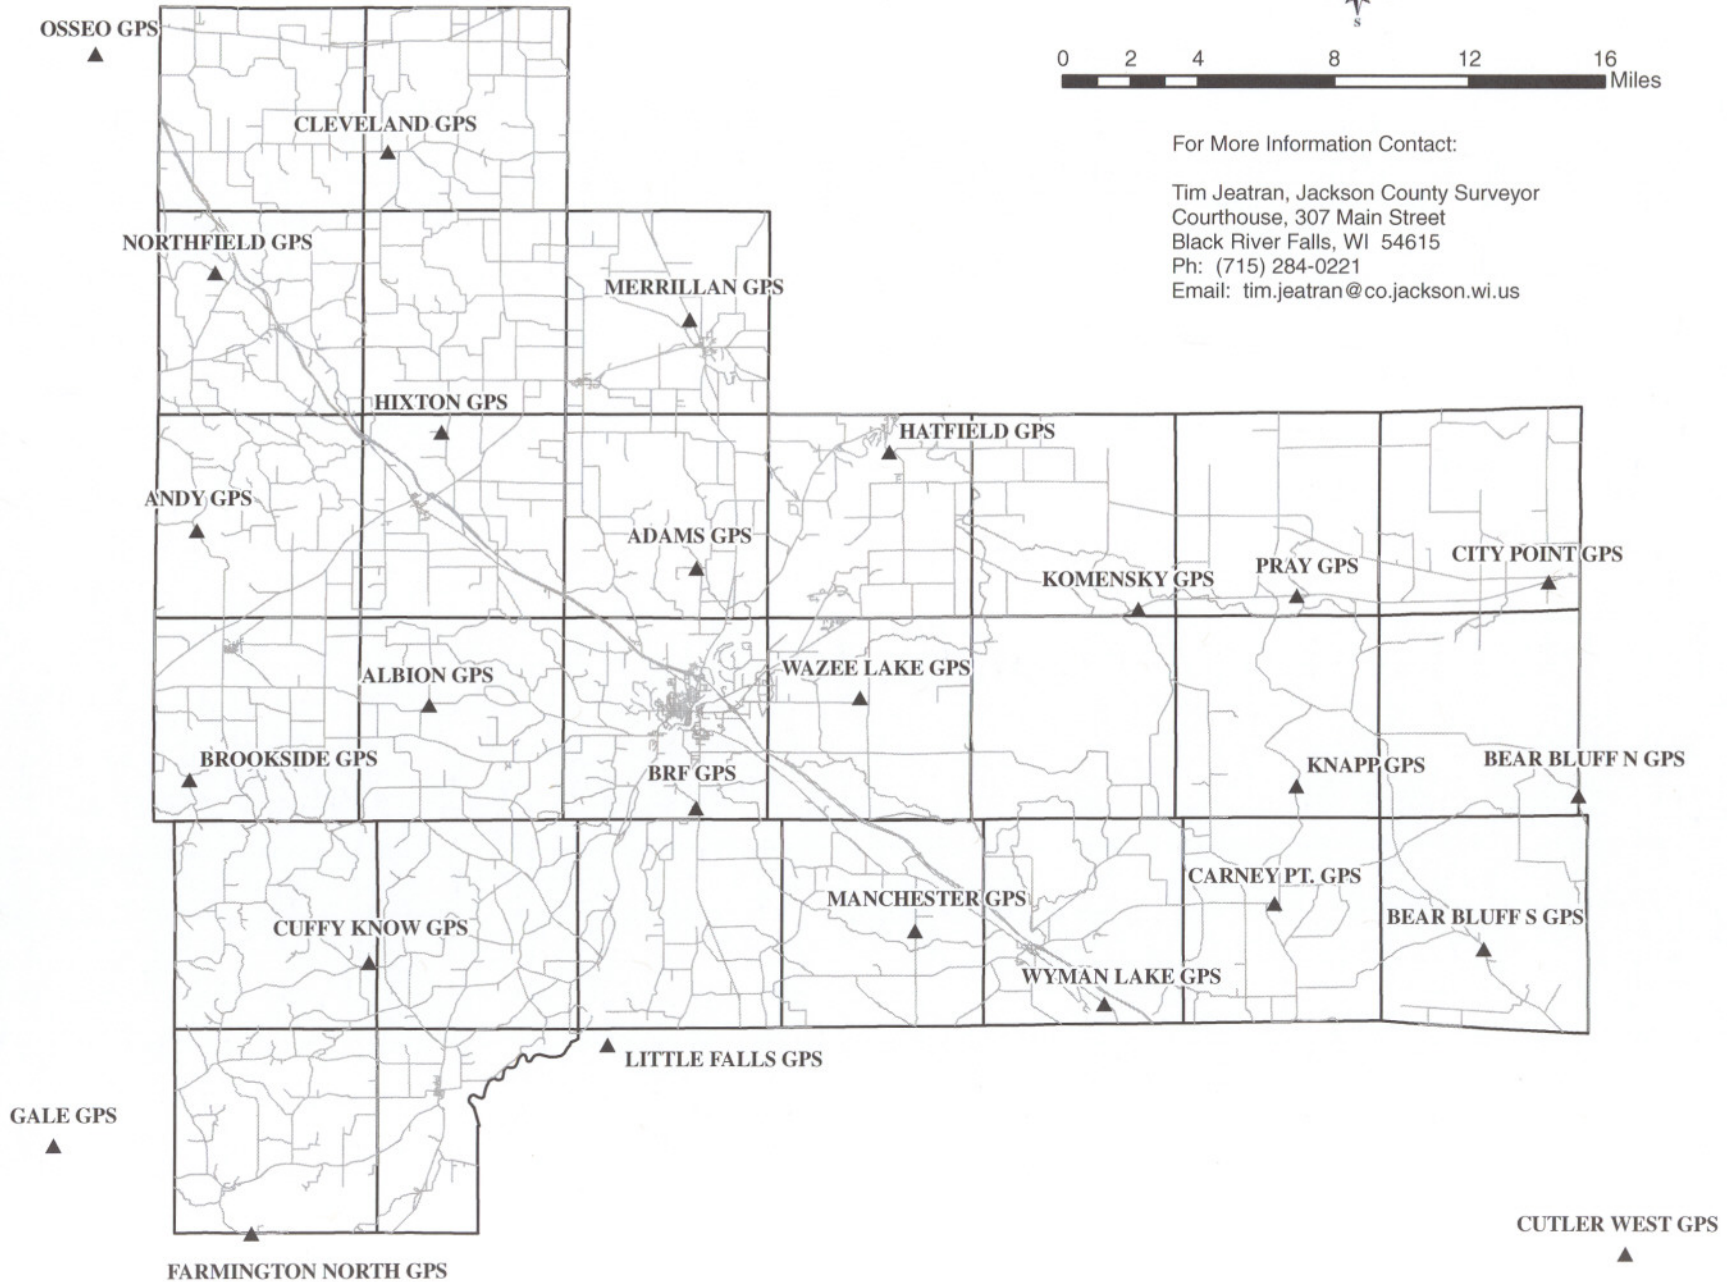 S
OSSEO GPS
0 2 4 8 12 16
Miles
CLEVELAND GPS
For More Information Contact:
Tim Jeatran, Jackson County Surveyor
Courthouse, 307 Main Street
Black River Falls, WI 54615
Ph: (715) 284-0221
Email: tim.jeatran@co.jackson.wi.us
NORTHFIELD GPS
MERRILLAN GPS
HIXTON GPS
HATFIELD GPS
ANDY GPS
ADAMS GPS
CITY POINT GPS
PRAY GPS
KOMENSKY GPS
WAZEE LAKE GPS
ALBION GPS
BROOKSIDE GPS
BRF GPS
KNAPP GPS
BEAR BLUFF N GPS
CARNEY PT. GPS
MANCHESTER GPS
BEAR BLUFF S GPS
CUFFY KNOW GPS
WYMAN LAKE GPS
LITTLE FALLS GPS
GALE GPS
CUTLER WEST GPS
FARMINGTON NORTH GPS